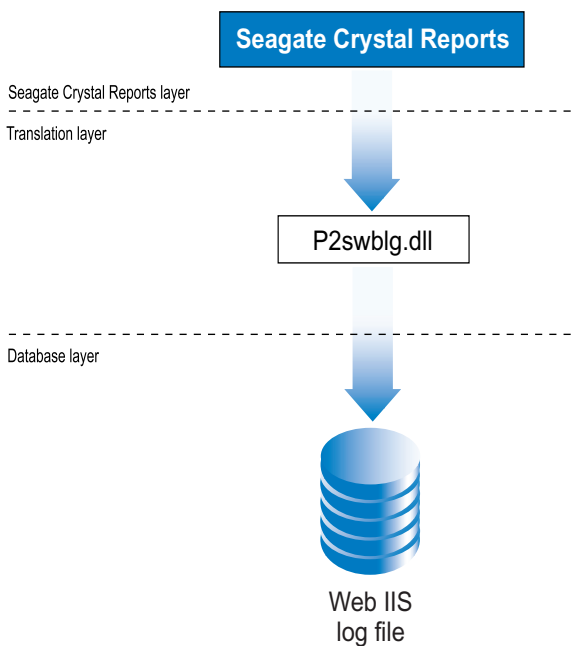 Seagate Crystal Reports
Seagate Crystal Reports layer
Translation layer
P2swblg.dll
Database layer
Web IIS
log file